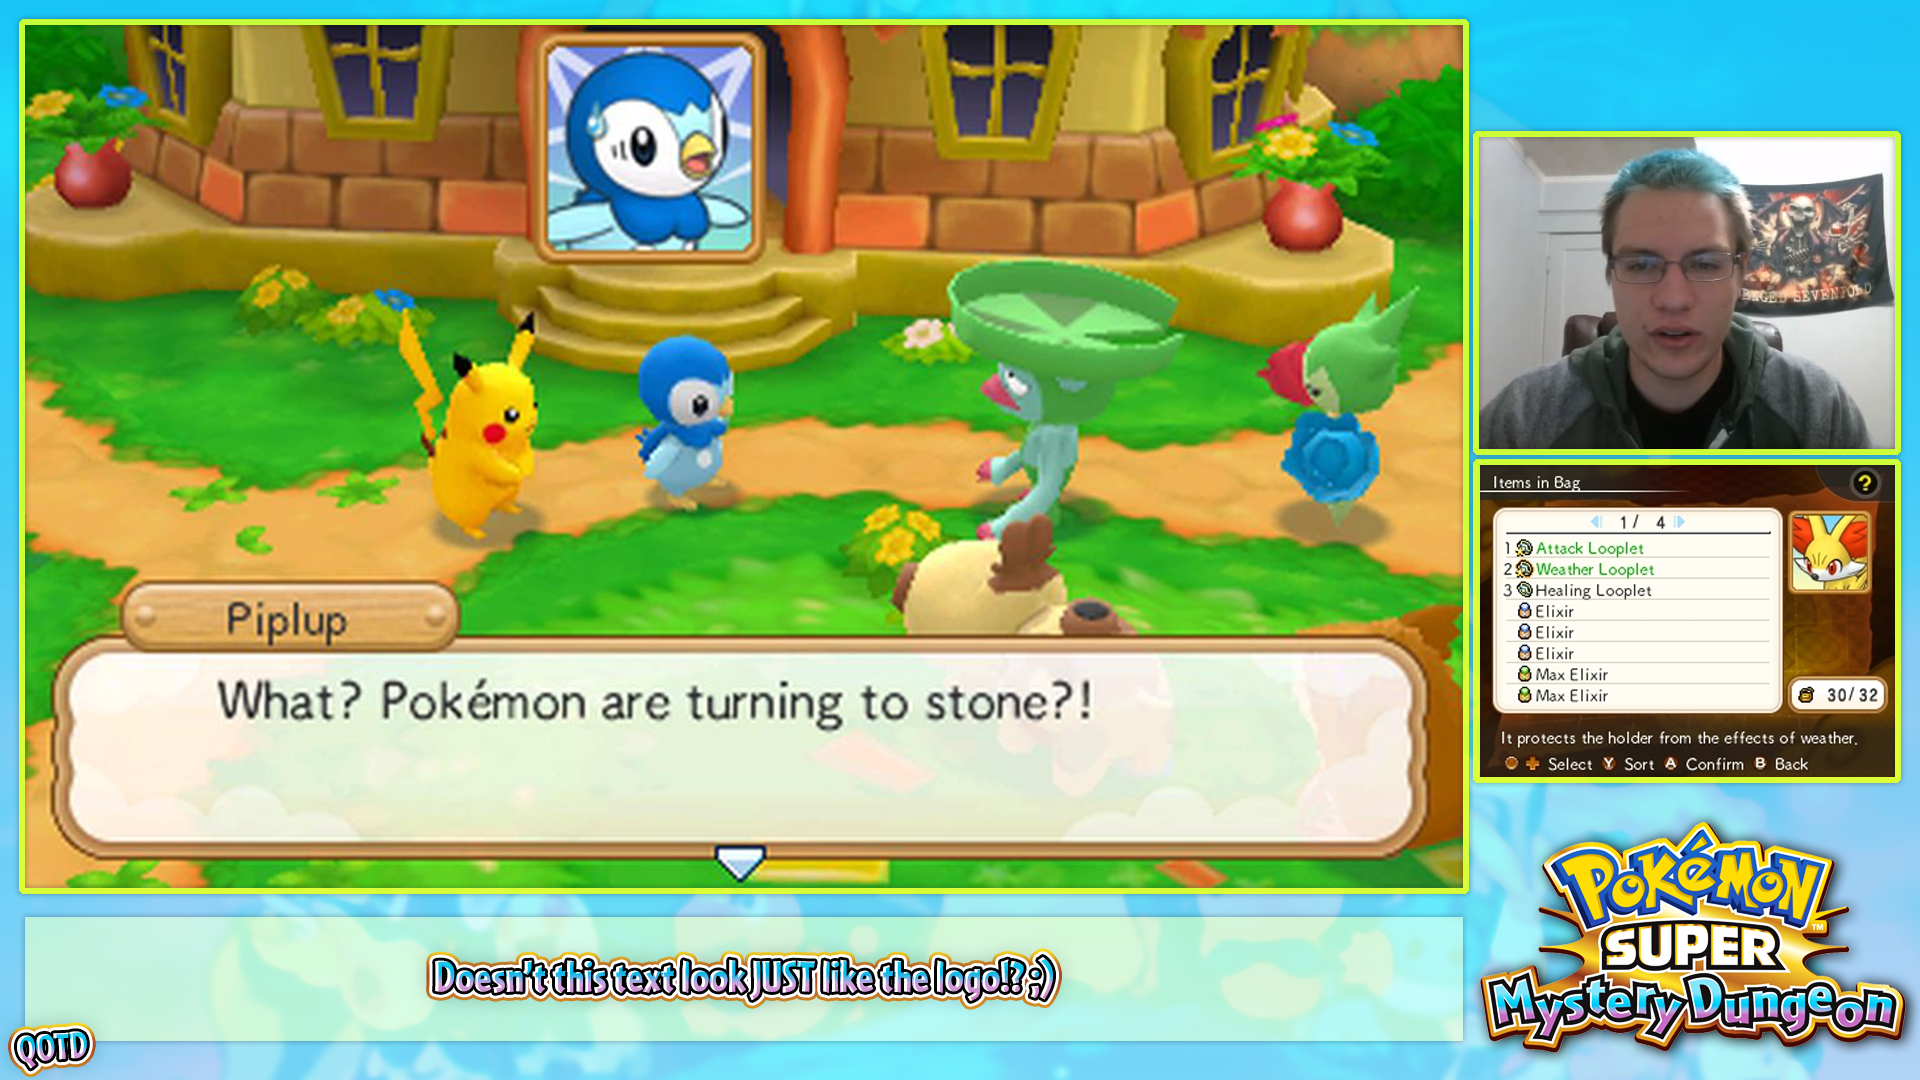 Piplup
What? Pokémon are turning to stone?!
Doesn't this text look JUST like the logo!? ;)
QOTD
SEVENFOLD
Items in Bag
?
1/ 4
1 Attack Looplet
2 Weather Looplet
3 Healing Looplet
Elixir
Elixir
Elixir
Max Elixir
Max Elixir
30/32
It protects the holder from the effects of weather.
Select Y Sort A Confirm B Back
POKéMON
TM
SUPER
Mystery Dungeon